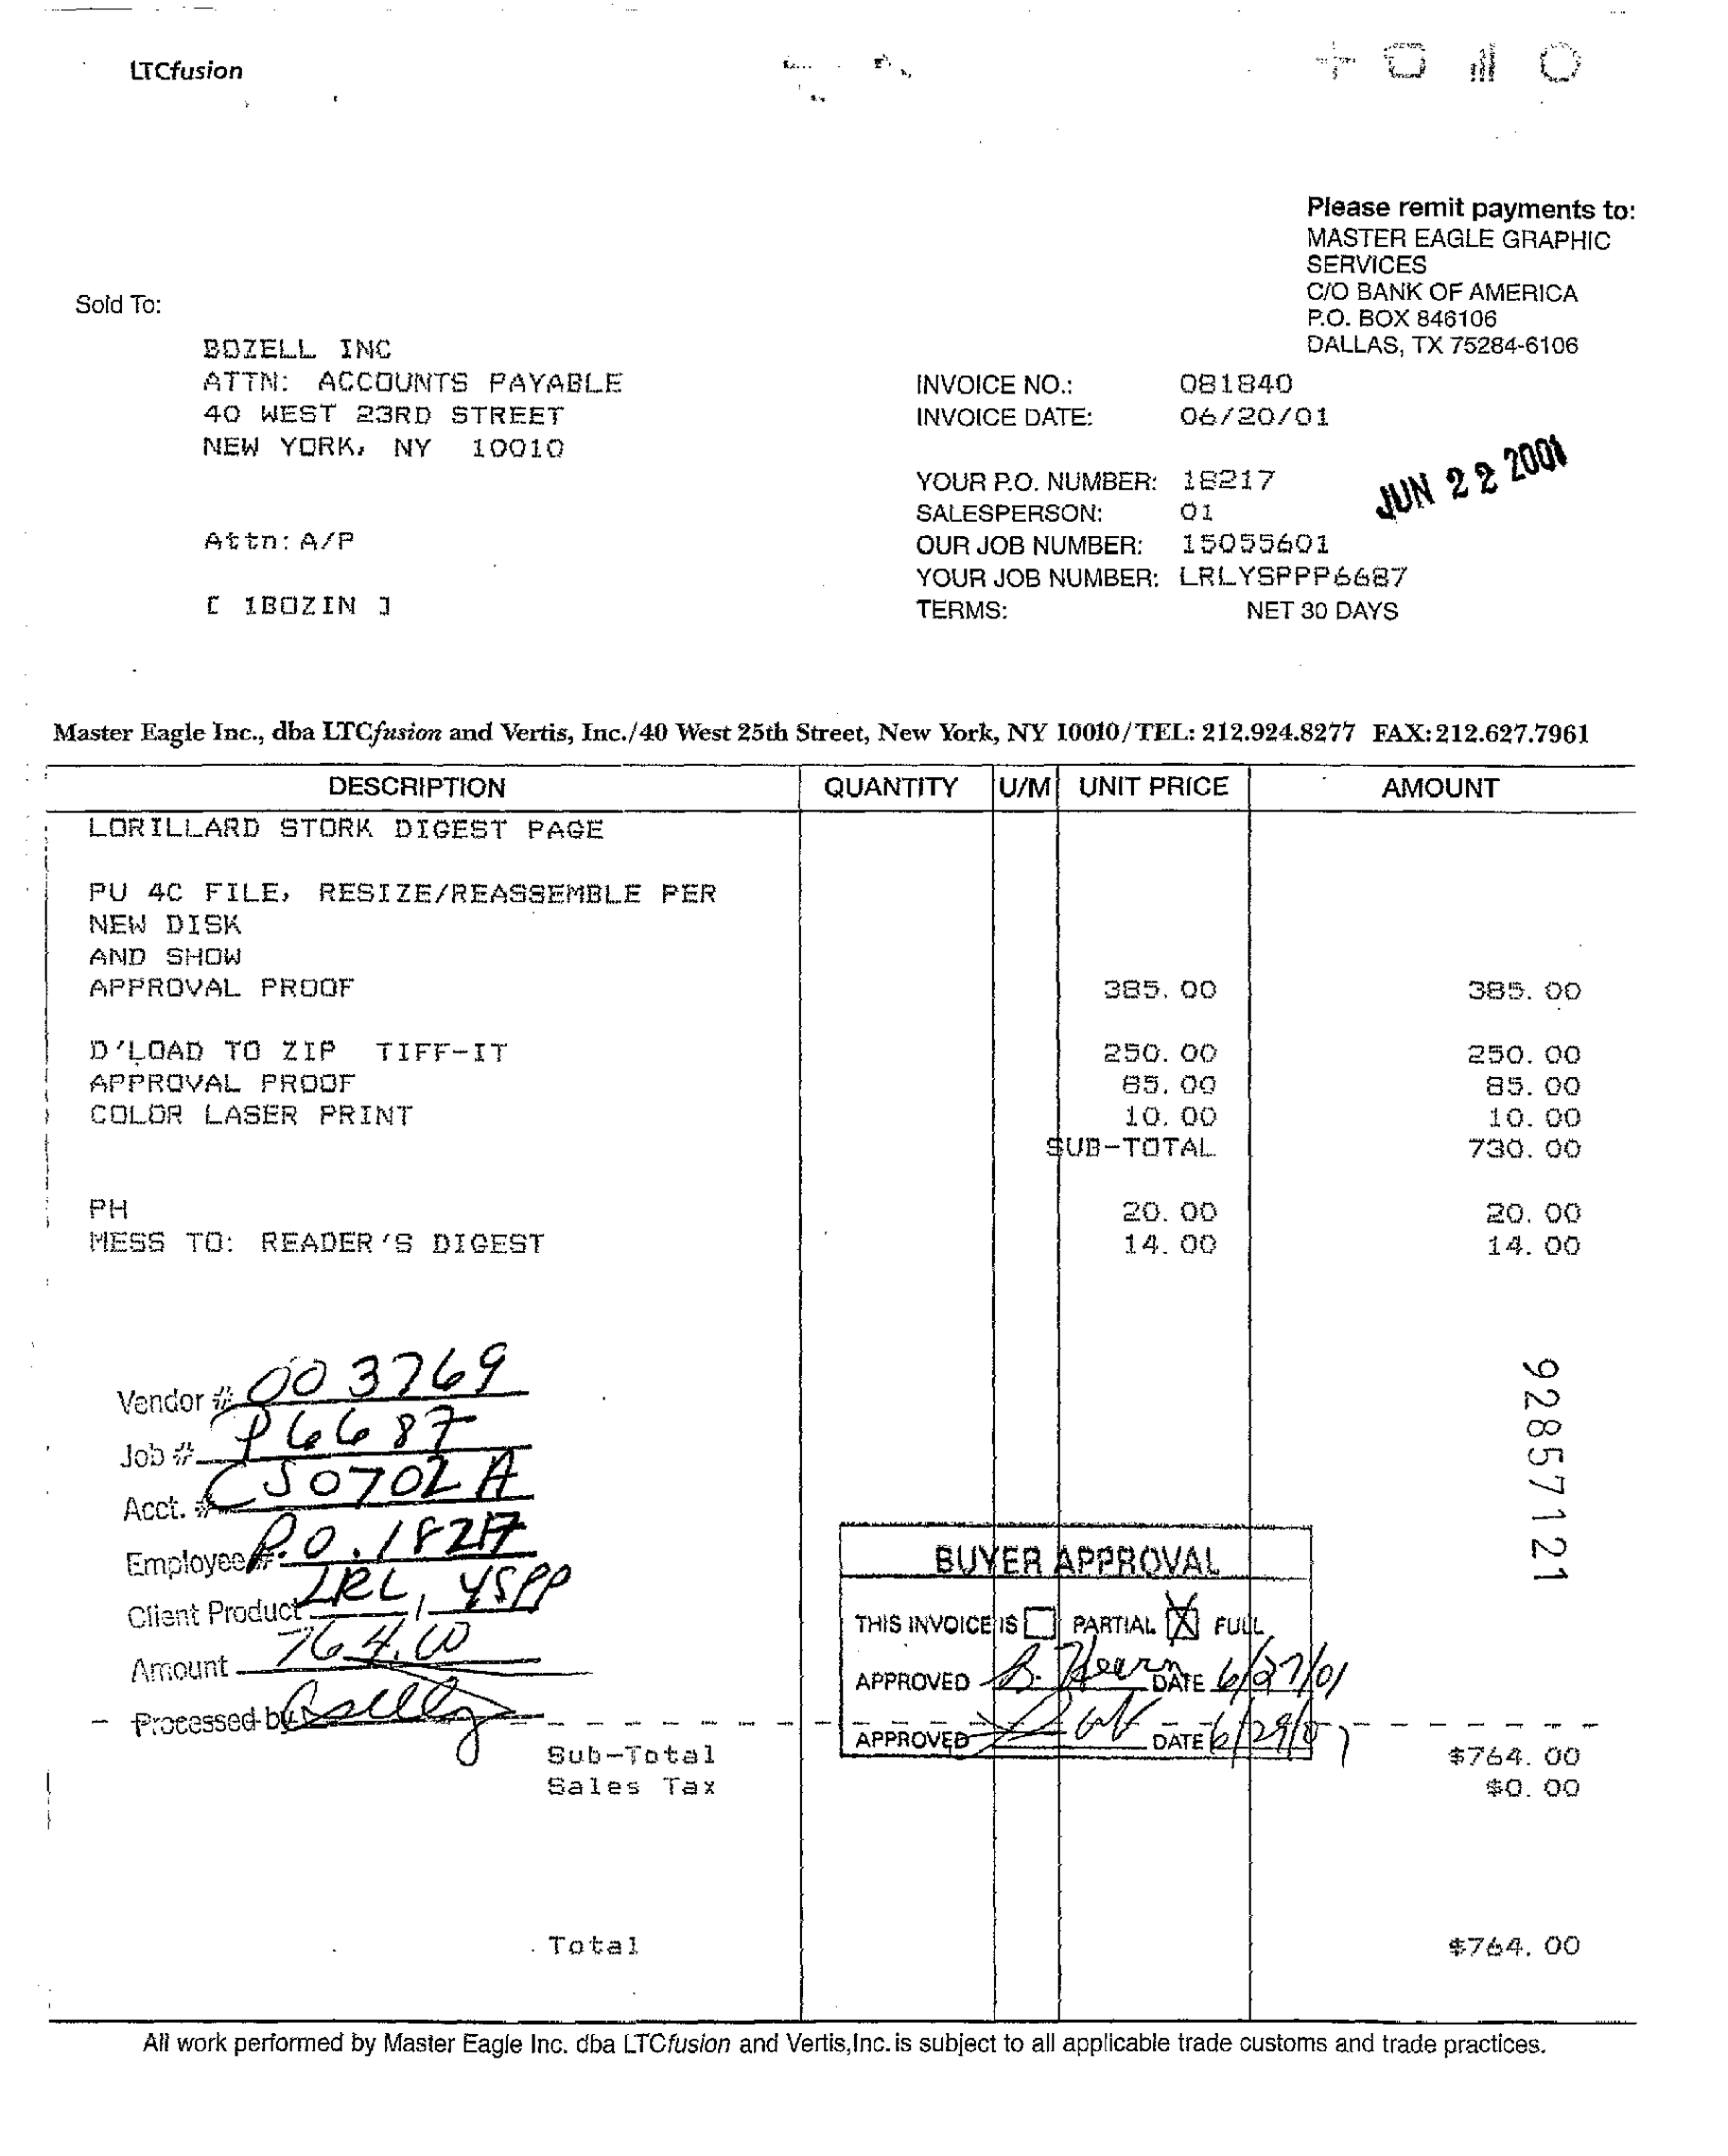 LTCfusion
Please remit payments to:
MASTER EAGLE GRAPHIC
SERVICES
C/O BANK OF AMERICA
P.O. BOX 846106
DALLAS, TX 75284-6106
Sold To:
BOZELL INC
ATTN: ACCOUNTS PAYABLE
40 WEST 23RD STREET
NEW YORK, NY 10010
Attn: A/P
[ 1BOZIN ]
INVOICE NO.: 081840
INVOICE DATE: 06/20/01
YOUR P.O. NUMBER: 18217
SALESPERSON: 01
OUR JOB NUMBER: 15055601
YOUR JOB NUMBER: LRLYSPPP6687
TERMS: NET 30 DAYS
JUN 22 2001
Master Eagle Inc., dba LTCfusion and Vertis, Inc./40 West 25th Street, New York, NY 10010/TEL: 212.924.8277 FAX: 212.627.7961
DESCRIPTION QUANTITY U/M UNIT PRICE AMOUNT
LORILLARD STORK DIGEST PAGE
PU 4C FILE, RESIZE/REASSEMBLE PER
NEW DISK
AND SHOW
APPROVAL PROOF 385.00 385.00
D'LOAD TO ZIP TIFF-IT 250.00 250.00
APPROVAL PROOF 85.00 85.00
COLOR LASER PRINT 10.00 10.00
SUB-TOTAL 730.00
PH 20.00 20.00
MESS TO: READER'S DIGEST 14.00 14.00
Vendor # 003769
Job # P6687
Acct. # CS0702A
Employee # P.O. 18217
Client Product LRL, YSPP
Amount 764.00
Processed by
92857121
BUYER APPROVAL
THIS INVOICE IS PARTIAL X FULL
APPROVED B. Hearn DATE 6/27/01
APPROVED DATE 6/29/01
Sub-Total $764.00
Sales Tax $0.00
Total $764.00
All work performed by Master Eagle Inc. dba LTCfusion and Vertis,Inc. is subject to all applicable trade customs and trade practices.